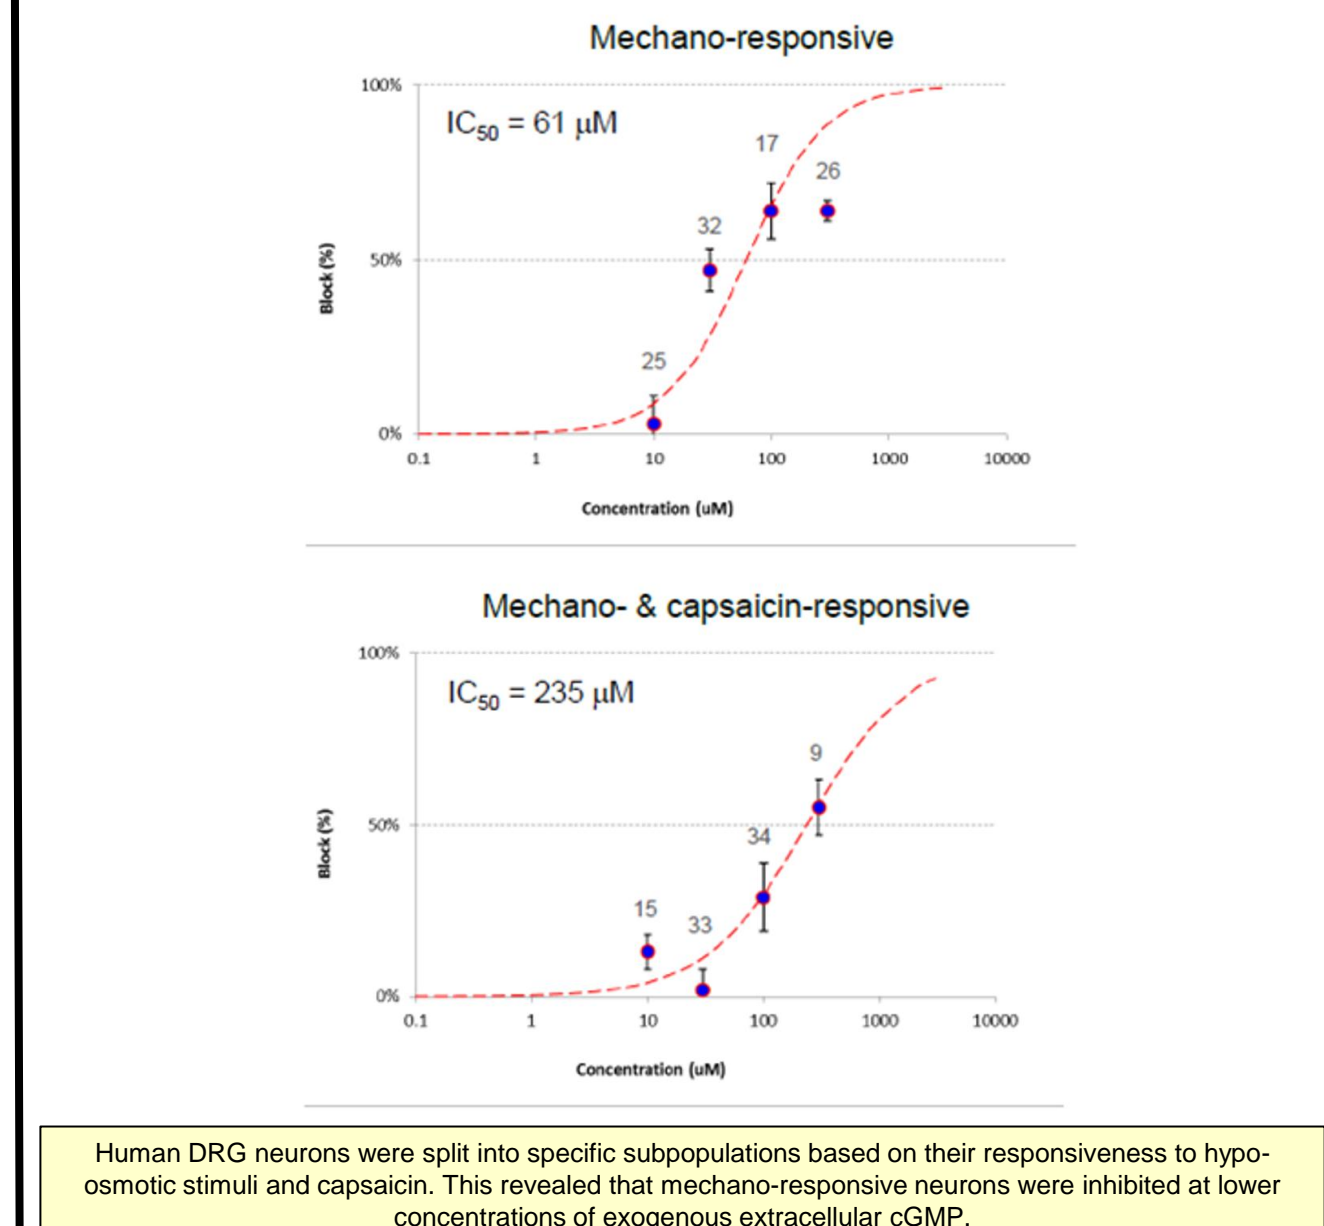 Mechano-responsive
100%
IC50 = 61 μM
17
26
32
50%
Block (%)
25
0%
0.1 1 10 100 1000 10000
Concentration (uM)
Mechano- & capsaicin-responsive
100%
IC50 = 235 μM
9
50%
34
Block (%)
15
33
0%
0.1 1 10 100 1000 10000
Concentration (uM)
Human DRG neurons were split into specific subpopulations based on their responsiveness to hypo-
osmotic stimuli and capsaicin. This revealed that mechano-responsive neurons were inhibited at lower
concentrations of exogenous extracellular cGMP.